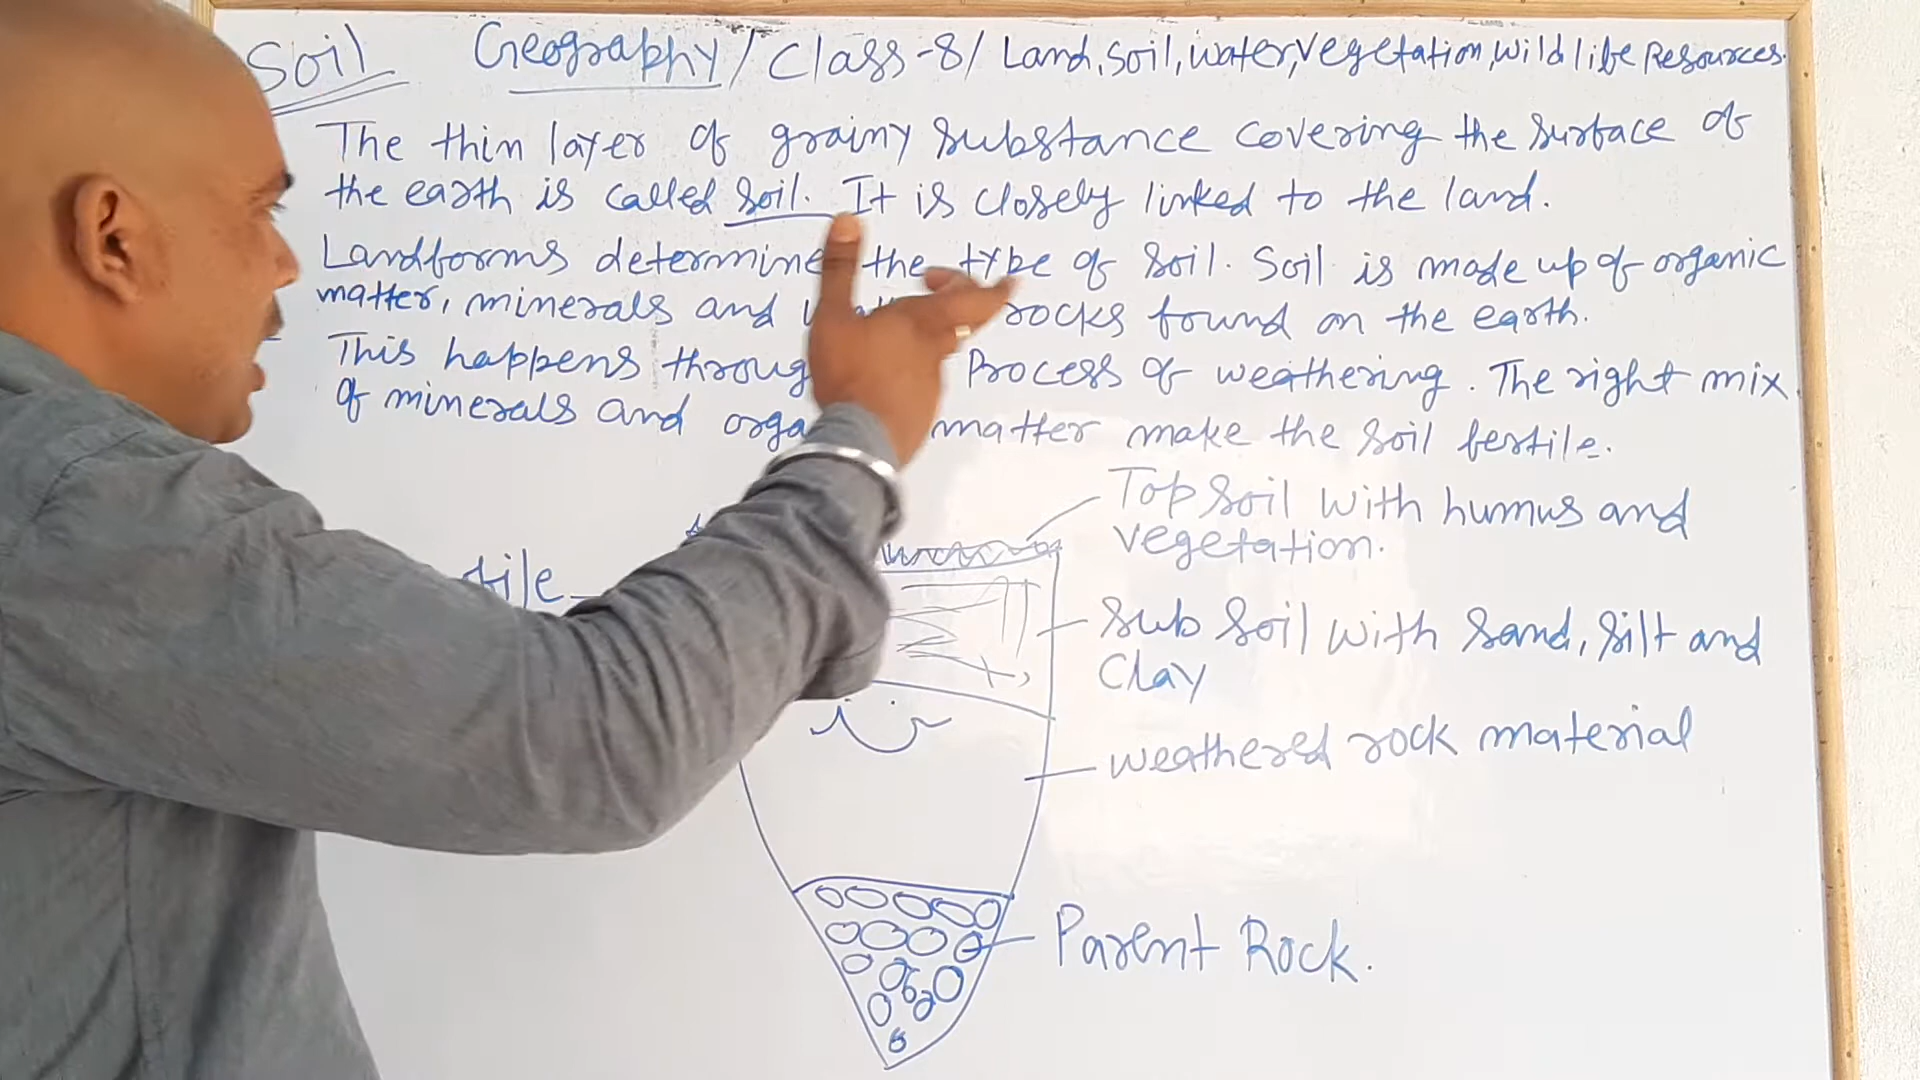 Soil Geography / Class-8 / Land, Soil, water, vegetation, wild life Resources.
The thin layer of grainy substance covering the surface of
the earth is called soil. It is closely linked to the land.
Landforms determine the type of soil. Soil is made up of organic
matter, minerals and rocks found on the earth.
This happens through Process of weathering. The right mix
of minerals and matter make the soil fertile.
Top soil with humus and
vegetation.
Sub soil with sand, silt and
clay
weathered rock material
Parent Rock.